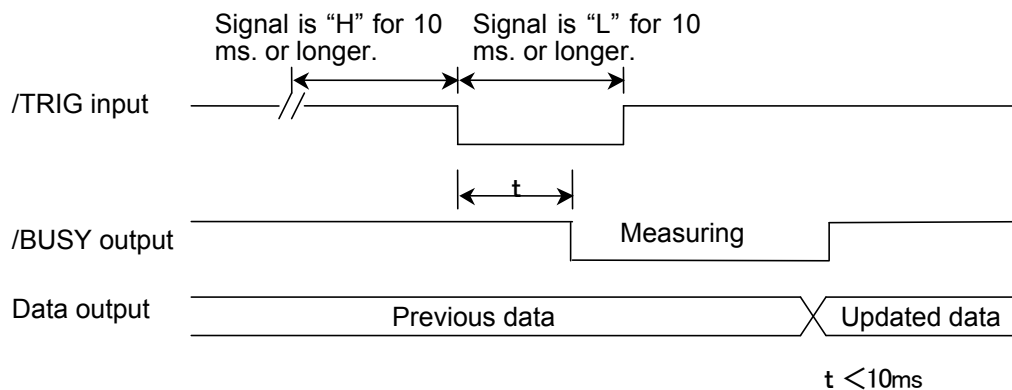 Signal is “H” for 10
ms. or longer.
Signal is “L” for 10
ms. or longer.
/TRIG input
t
/BUSY output
Measuring
Data output
Previous data
Updated data
t ＜10ms